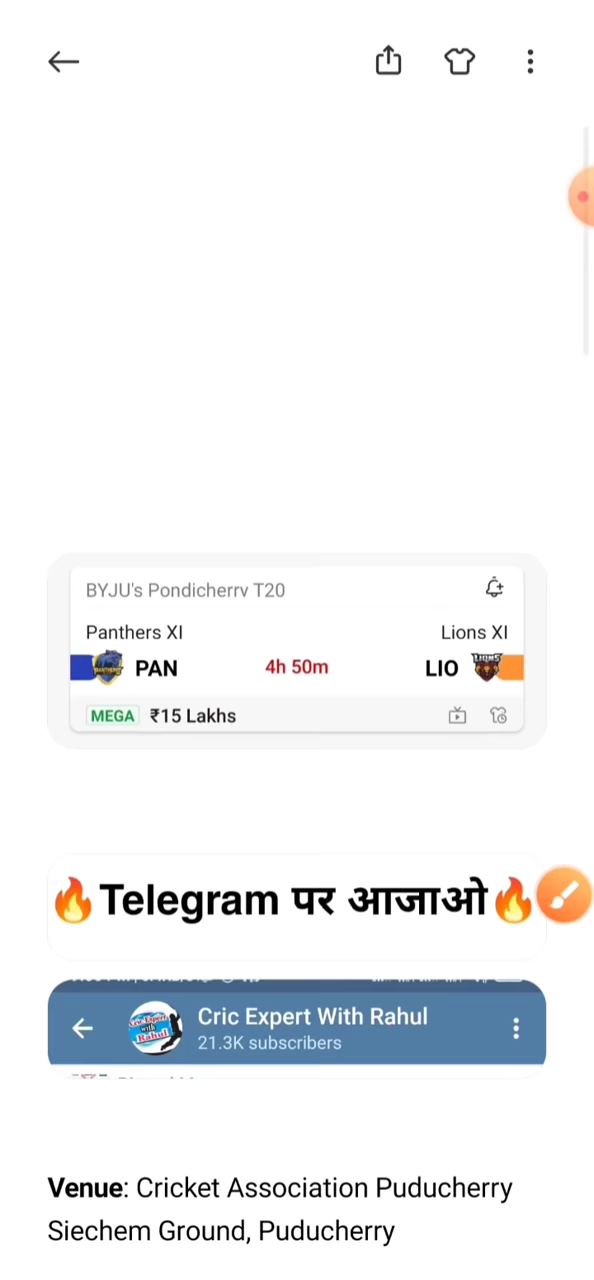 BYJU's Pondicherry T20
Panthers XI Lions XI
PAN 4h 50m LIO
MEGA ₹15 Lakhs
🔥Telegram पर आजाओ🔥
Cric Expert With Rahul
21.3K subscribers
Venue: Cricket Association Puducherry
Siechem Ground, Puducherry